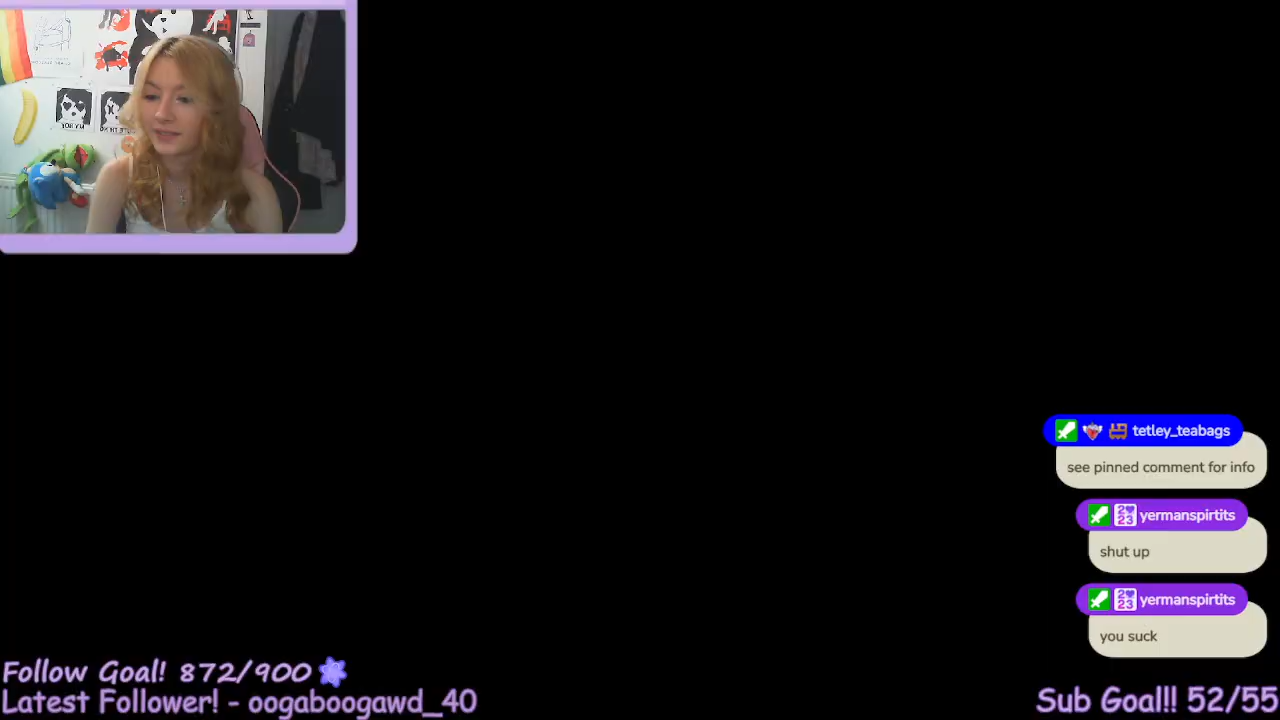 tetley_teabags
see pinned comment for info
yermanspirtits
shut up
yermanspirtits
you suck
Follow Goal! 872/900
Latest Follower! - oogaboogawd_40
Sub Goal!! 52/55